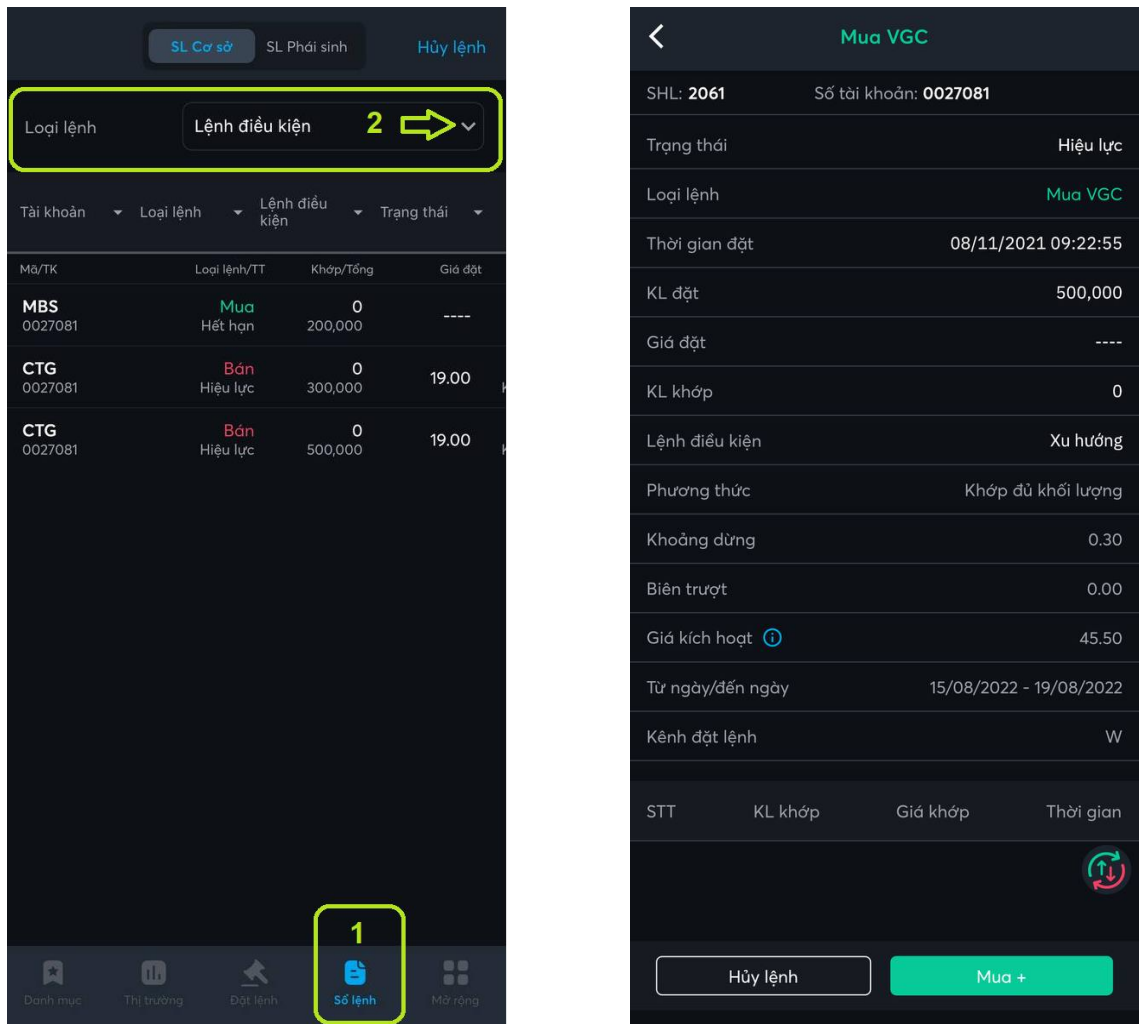 SL Cơ sở SL Phái sinh Hủy lệnh
Loại lệnh Lệnh điều kiện 2
Tài khoản Loại lệnh Lệnh điều kiện Trạng thái
Mã/TK Loại lệnh/TT Khớp/Tổng Giá đặt
MBS Mua 0 ----
0027081 Hết hạn 200,000
CTG Bán 0 19.00
0027081 Hiệu lực 300,000
CTG Bán 0 19.00
0027081 Hiệu lực 500,000
1
Danh mục Thị trường Đặt lệnh Sổ lệnh Mở rộng
Mua VGC
SHL: 2061 Số tài khoản: 0027081
Trạng thái Hiệu lực
Loại lệnh Mua VGC
Thời gian đặt 08/11/2021 09:22:55
KL đặt 500,000
Giá đặt ----
KL khớp 0
Lệnh điều kiện Xu hướng
Phương thức Khớp đủ khối lượng
Khoảng dừng 0.30
Biên trượt 0.00
Giá kích hoạt 45.50
Từ ngày/đến ngày 15/08/2022 - 19/08/2022
Kênh đặt lệnh W
STT KL khớp Giá khớp Thời gian
Hủy lệnh Mua +